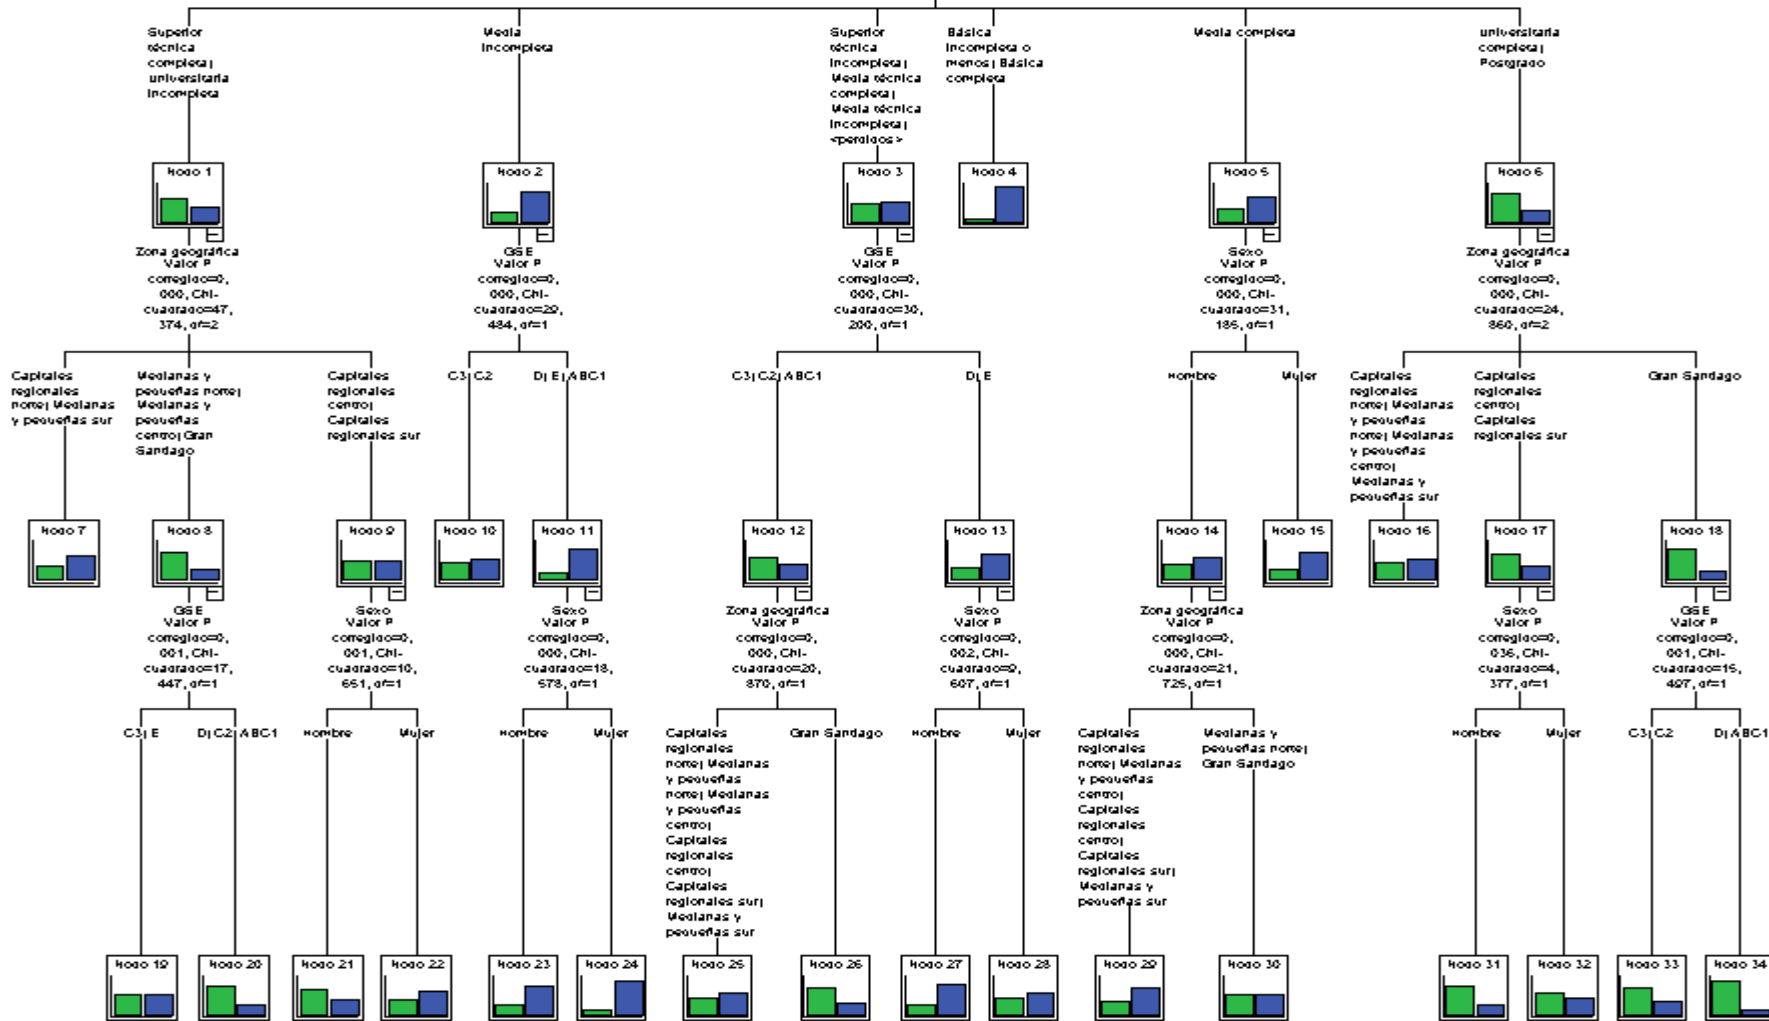 Superior
técnica
completa;
universitaria
incompleta
Media
incompleta
Superior
técnica
incompleta;
Media técnica
completa;
Media técnica
incompleta;
<perdidos>
Básica
incompleta o
menos; Básica
completa
Media completa
universitaria
completa;
Postgrado
Nodo 1
Nodo 2
Nodo 3
Nodo 4
Nodo 5
Nodo 6
Zona geográfica
Valor P
corregido=0,
000, Chi-
cuadrado=47,
374, df=2
GSE
Valor P
corregido=0,
000, Chi-
cuadrado=29,
484, df=1
GSE
Valor P
corregido=0,
000, Chi-
cuadrado=30,
200, df=1
Sexo
Valor P
corregido=0,
000, Chi-
cuadrado=31,
185, df=1
Zona geográfica
Valor P
corregido=0,
000, Chi-
cuadrado=24,
860, df=2
Capitales
regionales
norte; Medianas
y pequeñas sur
Medianas y
pequeñas norte;
Medianas y
pequeñas
centro; Gran
Santiago
Capitales
regionales
centro;
Capitales
regionales sur
C3; C2
D; E; ABC1
C3; C2; ABC1
D; E
Hombre
Mujer
Capitales
regionales
norte; Medianas
y pequeñas
norte; Medianas
y pequeñas
centro;
Medianas y
pequeñas sur
Capitales
regionales
centro;
Capitales
regionales sur
Gran Santiago
Nodo 7
Nodo 8
Nodo 9
Nodo 10
Nodo 11
Nodo 12
Nodo 13
Nodo 14
Nodo 15
Nodo 16
Nodo 17
Nodo 18
GSE
Valor P
corregido=0,
001, Chi-
cuadrado=17,
447, df=1
Sexo
Valor P
corregido=0,
001, Chi-
cuadrado=10,
651, df=1
Sexo
Valor P
corregido=0,
000, Chi-
cuadrado=18,
578, df=1
Zona geográfica
Valor P
corregido=0,
000, Chi-
cuadrado=20,
870, df=1
Sexo
Valor P
corregido=0,
002, Chi-
cuadrado=9,
607, df=1
Zona geográfica
Valor P
corregido=0,
000, Chi-
cuadrado=21,
725, df=1
Sexo
Valor P
corregido=0,
036, Chi-
cuadrado=4,
377, df=1
GSE
Valor P
corregido=0,
001, Chi-
cuadrado=15,
497, df=1
C3; E
D; C2; ABC1
Hombre
Mujer
Hombre
Mujer
Capitales
regionales
norte; Medianas
y pequeñas
norte; Medianas
y pequeñas
centro;
Capitales
regionales
centro;
Capitales
regionales sur;
Medianas y
pequeñas sur
Gran Santiago
Hombre
Mujer
Capitales
regionales
norte; Medianas
y pequeñas
centro;
Capitales
regionales
centro;
Capitales
regionales sur;
Medianas y
pequeñas sur
Medianas y
pequeñas norte;
Gran Santiago
Hombre
Mujer
C3; C2
D; ABC1
Nodo 19
Nodo 20
Nodo 21
Nodo 22
Nodo 23
Nodo 24
Nodo 25
Nodo 26
Nodo 27
Nodo 28
Nodo 29
Nodo 30
Nodo 31
Nodo 32
Nodo 33
Nodo 34